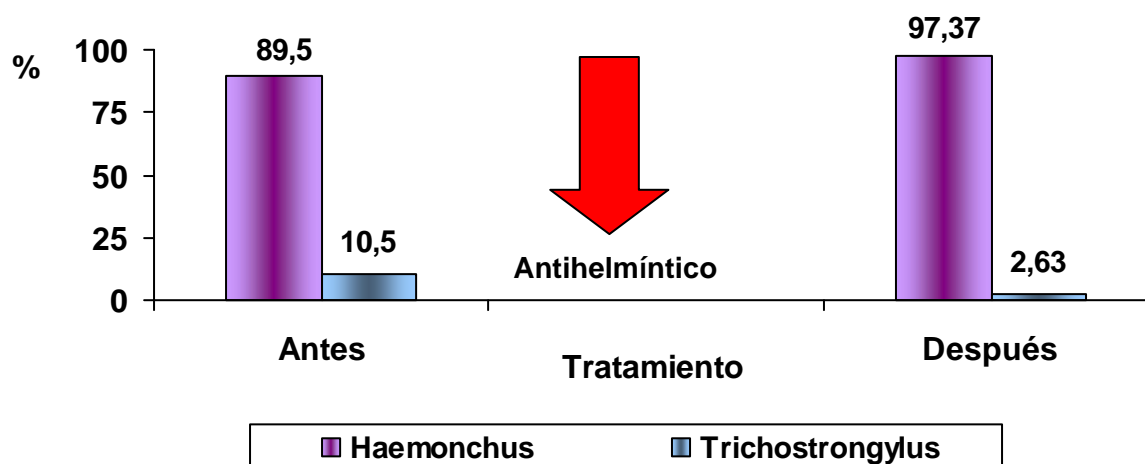 97,37
100
89,5
%
75
50
25
10,5
Antihelmíntico
2,63
0
Antes
Tratamiento
Después
Haemonchus
Trichostrongylus